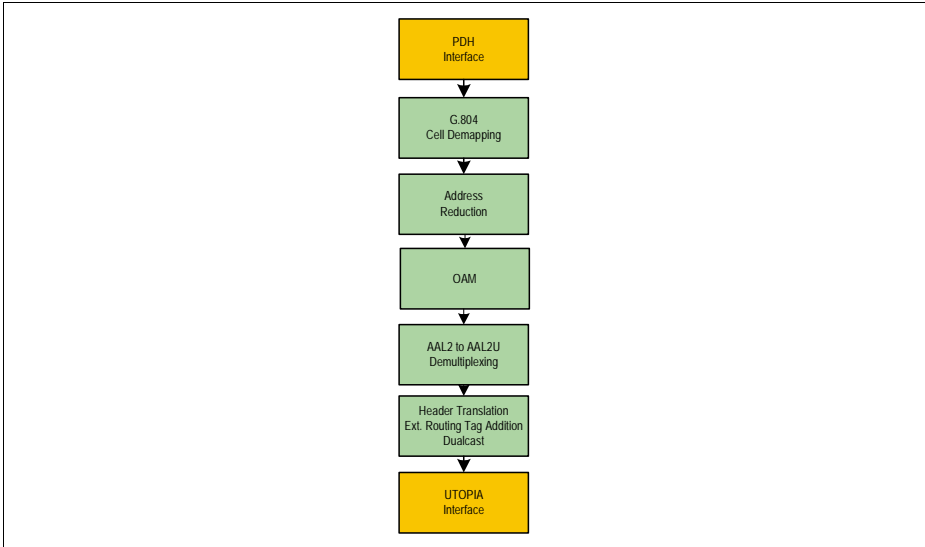 PDH
Interface
G.804
Cell Demapping
Address
Reduction
OAM
AAL2 to AAL2U
Demultiplexing
Header Translation
Ext. Routing Tag Addition
Dualcast
UTOPIA
Interface